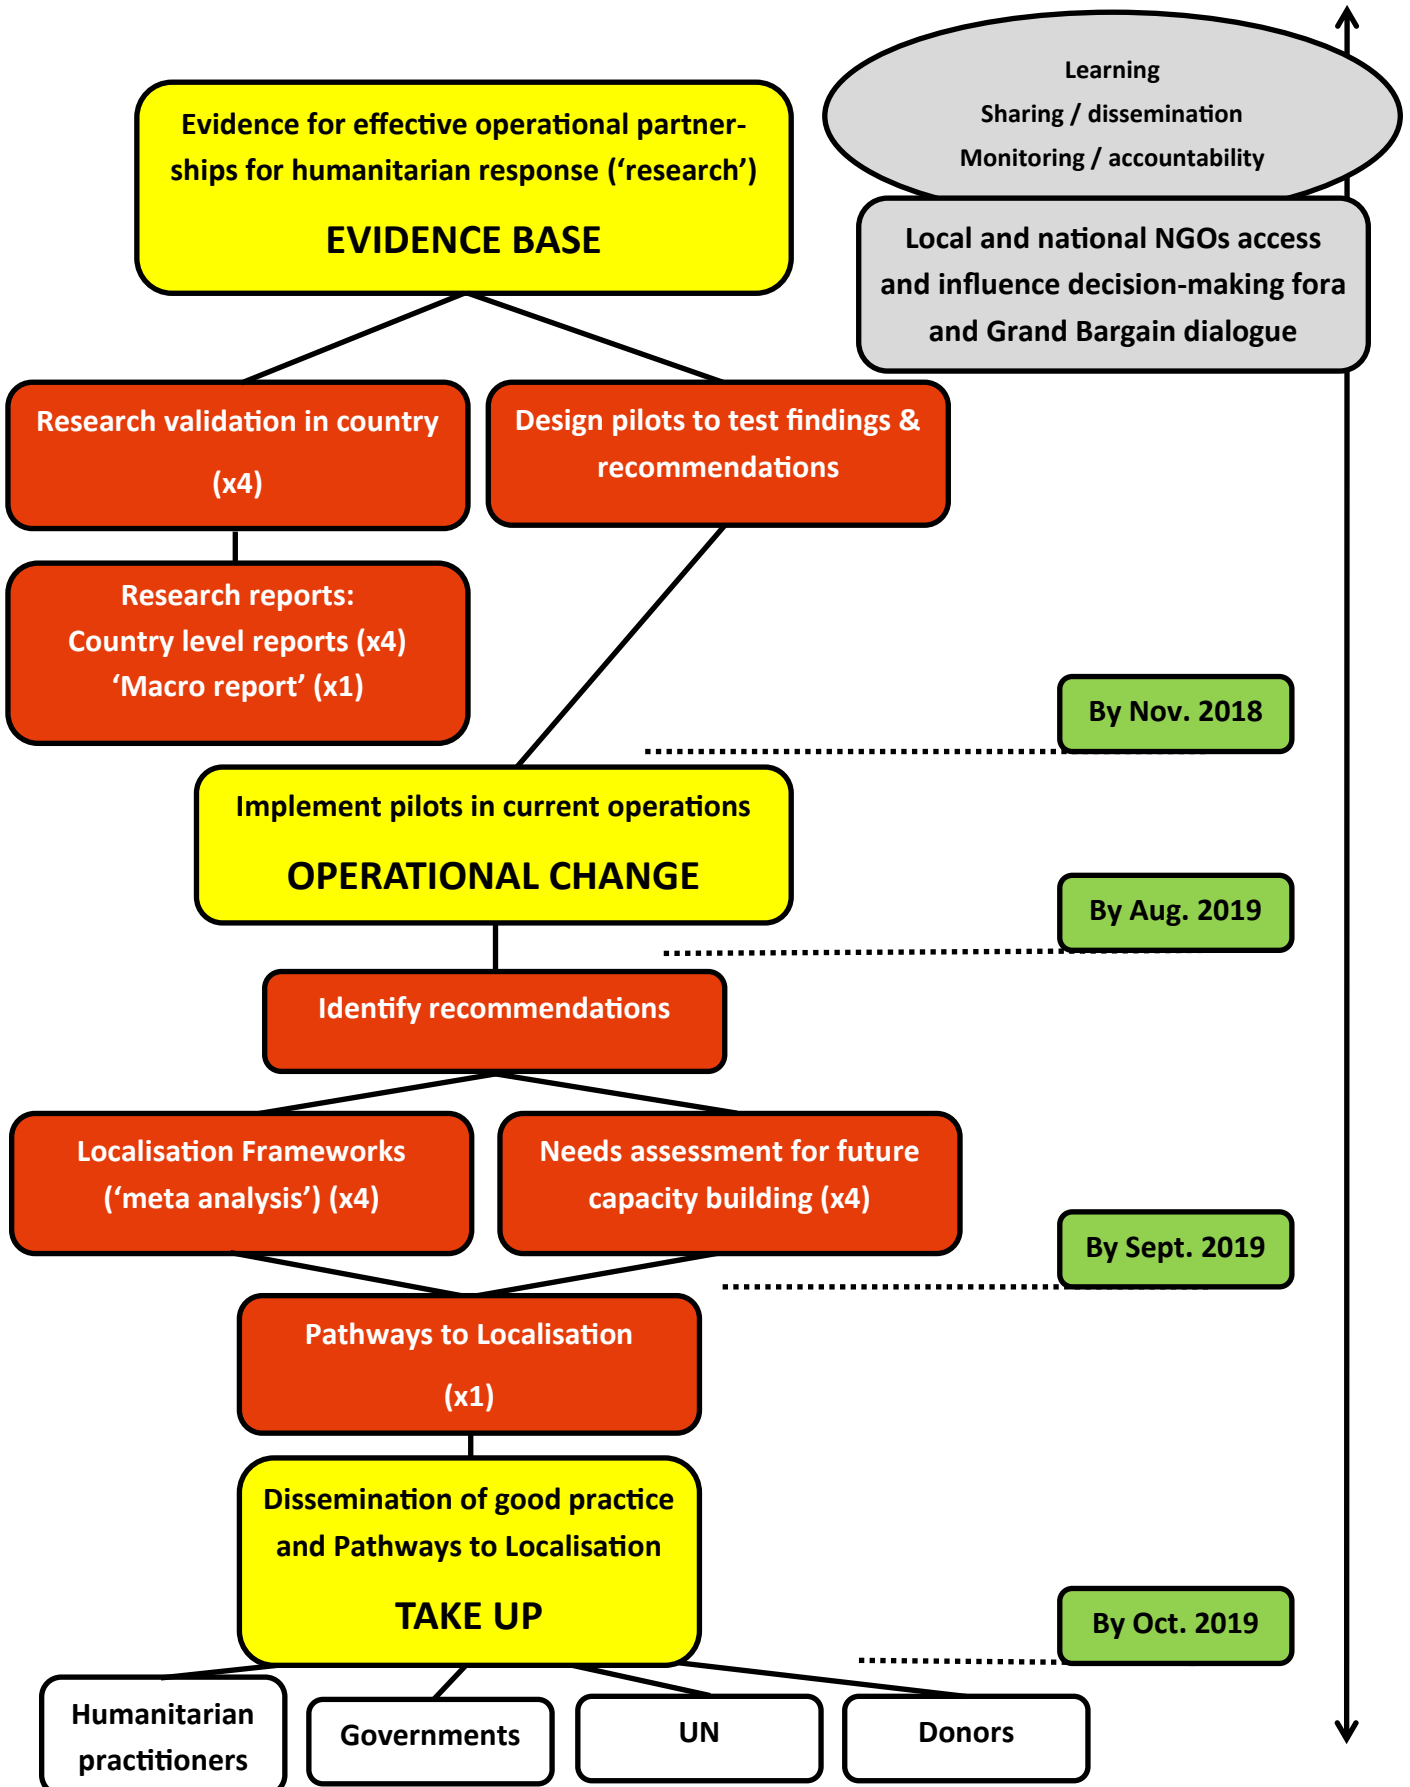 Learning
Sharing / dissemination
Monitoring / accountability
Evidence for effective operational partner-
ships for humanitarian response (‘research’)
EVIDENCE BASE
Local and national NGOs access
and influence decision-making fora
and Grand Bargain dialogue
Research validation in country
(x4)
Design pilots to test findings &
recommendations
Research reports:
Country level reports (x4)
‘Macro report’ (x1)
By Nov. 2018
Implement pilots in current operations
OPERATIONAL CHANGE
By Aug. 2019
Identify recommendations
Localisation Frameworks
(‘meta analysis’) (x4)
Needs assessment for future
capacity building (x4)
By Sept. 2019
Pathways to Localisation
(x1)
Dissemination of good practice
and Pathways to Localisation
TAKE UP
By Oct. 2019
Humanitarian
practitioners
Governments
UN
Donors